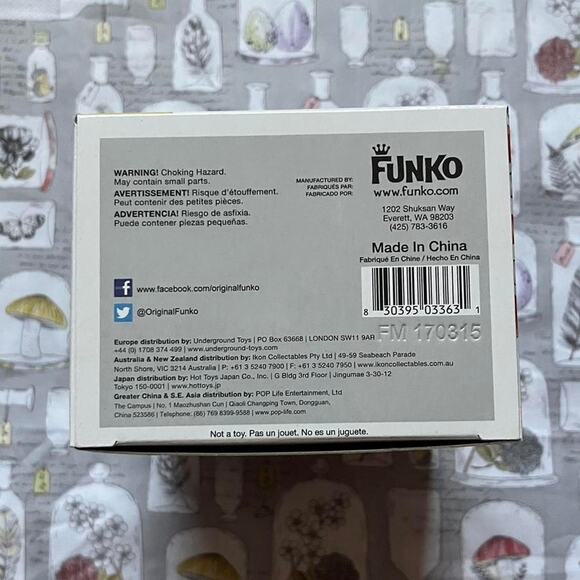 WARNING! Choking Hazard.
May contain small parts.
AVERTISSEMENT! Risque d'étouffement.
Peut contenir des petites pièces.
ADVERTENCIA! Riesgo de asfixia.
Puede contener piezas pequeñas.
MANUFACTURED BY:
FABRIQUÉS PAR:
FABRICADO POR:
FUNKO
www.funko.com
1202 Shuksan Way
Everett, WA 98203
(425) 783-3616
Made In China
Fabriqué En Chine / Hecho En China
8 30395 03363 1
FM 170315
www.facebook.com/originalfunko
@OriginalFunko
Europe distribution by: Underground Toys | PO Box 63668 | LONDON SW11 9AR
+44 (0) 1708 374 499 | www.underground-toys.com
Australia & New Zealand distribution by: Ikon Collectables Pty Ltd | 49-59 Seabeach Parade
North Shore, VIC 3214 Australia | P: +61 3 5240 7900 | F: +61 3 5240 7950 | www.ikoncollectables.com.au
Japan distribution by: Hot Toys Japan Co., Inc. | G Bldg 3rd Floor | Jingumae 3-30-12
Tokyo 150-0001 | www.hottoys.jp
Greater China & S.E. Asia distribution by: POP Life Entertainment, Ltd
The Campus | No. 1 Maozhushan Cun | Qiaoli Changping Town, Dongguan,
China 523586 | Telephone: (86) 769 8399-9588 | www.pop-life.com
Not a toy. Pas un jouet. No es un juguete.